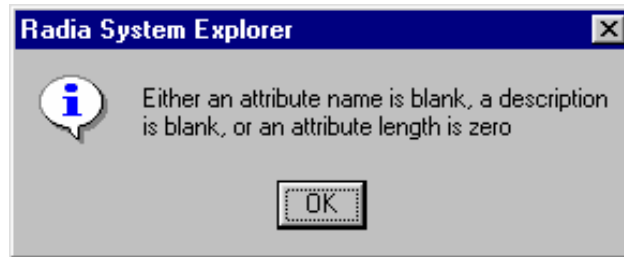 Radia System Explorer
Either an attribute name is blank, a description
is blank, or an attribute length is zero
OK